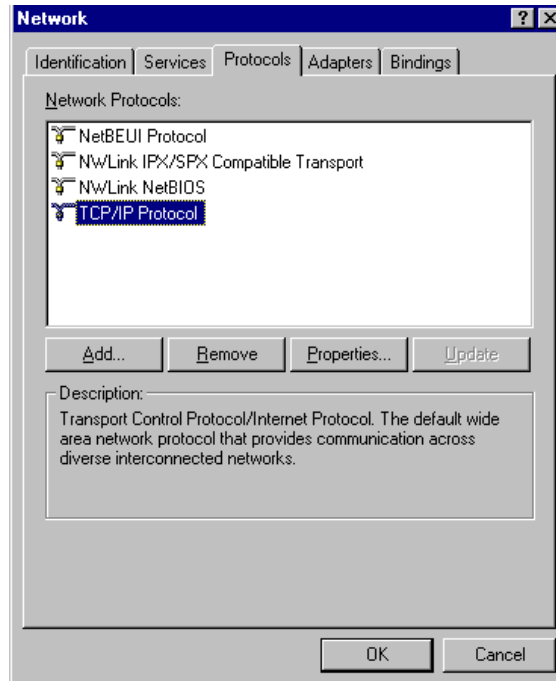 Network
Identification Services Protocols Adapters Bindings
Network Protocols:
NetBEUI Protocol
NWLink IPX/SPX Compatible Transport
NWLink NetBIOS
TCP/IP Protocol
Add... Remove Properties... Update
Description:
Transport Control Protocol/Internet Protocol. The default wide
area network protocol that provides communication across
diverse interconnected networks.
OK Cancel